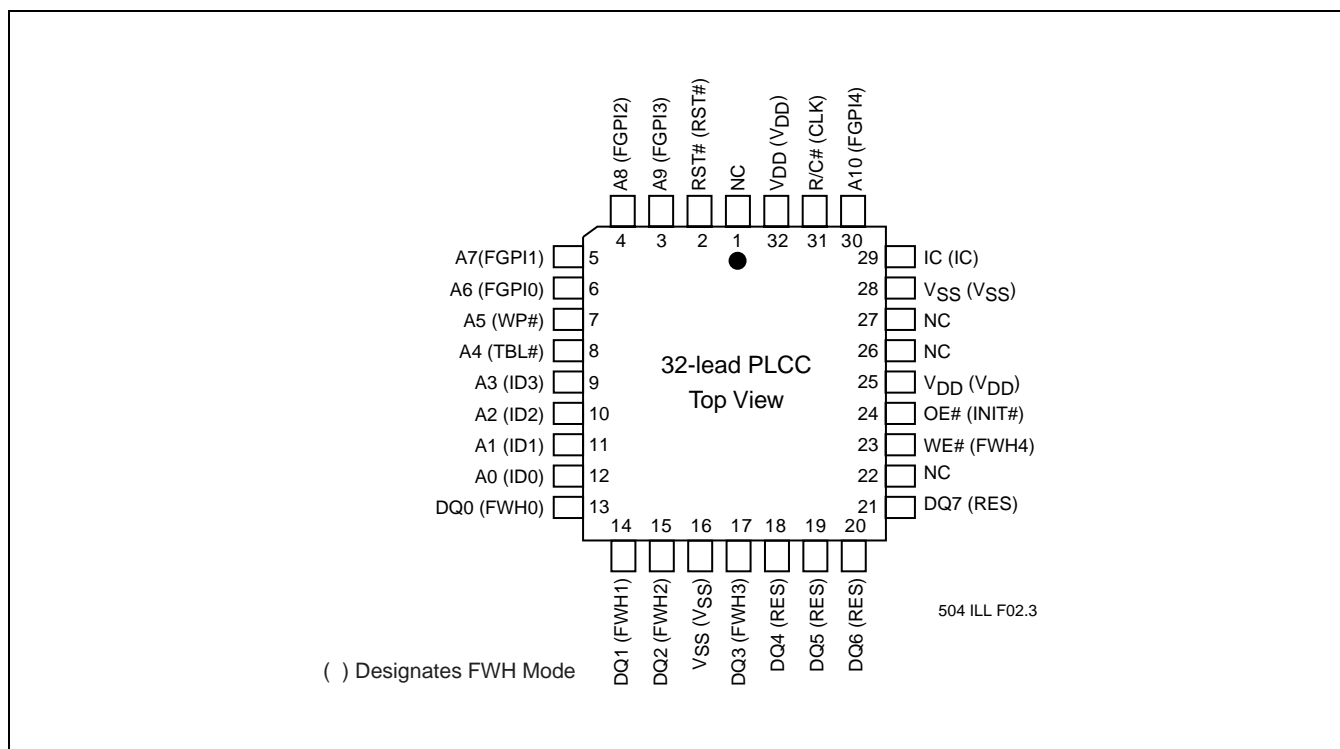 A8 (FGPI2)
A9 (FGPI3)
RST# (RST#)
NC
VDD (VDD)
R/C# (CLK)
A10 (FGPI4)
4
3
2
1
32
31
30
A7(FGPI1)
5
A6 (FGPI0)
6
A5 (WP#)
7
A4 (TBL#)
8
A3 (ID3)
9
A2 (ID2)
10
A1 (ID1)
11
A0 (ID0)
12
DQ0 (FWH0)
13
32-lead PLCC
Top View
29
IC (IC)
28
VSS (VSS)
27
NC
26
NC
25
VDD (VDD)
24
OE# (INIT#)
23
WE# (FWH4)
22
NC
21
DQ7 (RES)
14
15
16
17
18
19
20
DQ1 (FWH1)
DQ2 (FWH2)
VSS (VSS)
DQ3 (FWH3)
DQ4 (RES)
DQ5 (RES)
DQ6 (RES)
504 ILL F02.3
( ) Designates FWH Mode